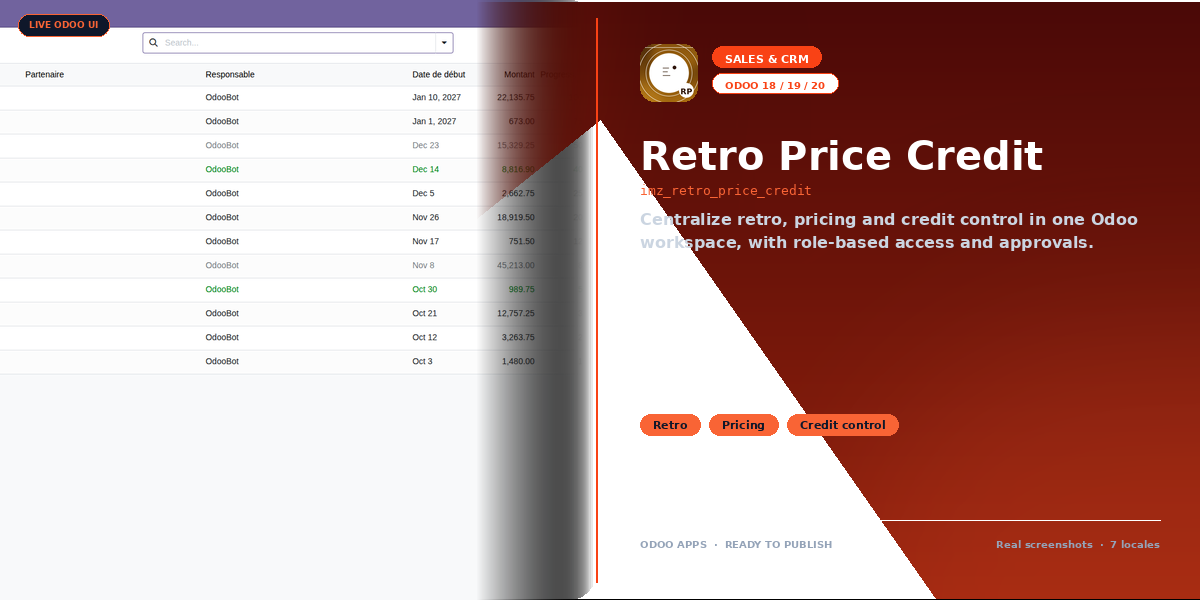 LIVE ODOO UI
Search...
Partenaire Responsable Date de début Montant
OdooBot Jan 10, 2027 22,135.75
OdooBot Jan 1, 2027 673.00
OdooBot Dec 23 15,329.25
OdooBot Dec 14 8,816.90
OdooBot Dec 5 2,662.75
OdooBot Nov 26 18,919.50
OdooBot Nov 17 751.50
OdooBot Nov 8 45,213.00
OdooBot Oct 30 989.75
OdooBot Oct 21 12,757.25
OdooBot Oct 12 3,263.75
OdooBot Oct 3 1,480.00
RP
SALES & CRM
ODOO 18 / 19 / 20
Retro Price Credit
imz_retro_price_credit
Centralize retro, pricing and credit control in one Odoo
workspace, with role-based access and approvals.
Retro Pricing Credit control
ODOO APPS · READY TO PUBLISH
Real screenshots · 7 locales